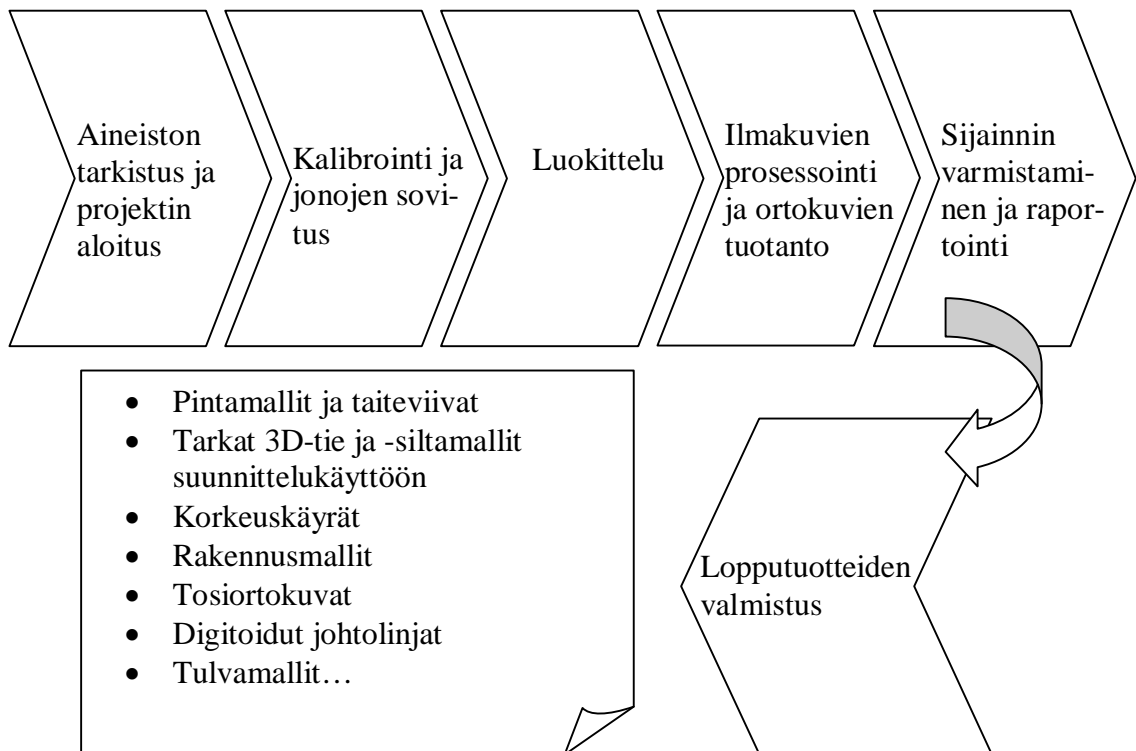 Aineiston
tarkistus ja
projektin
aloitus
Kalibrointi ja
jonojen sovi-
tus
Luokittelu
Ilmakuvien
prosessointi
ja ortokuvien
tuotanto
Sijainnin
varmistami-
nen ja rapor-
tointi
• Pintamallit ja taiteviivat
• Tarkat 3D-tie ja -siltamallit
suunnittelukäyttöön
• Korkeuskäyrät
• Rakennusmallit
• Tosiortokuvat
• Digitoidut johtolinjat
• Tulvamallit…
Lopputuotteiden
valmistus